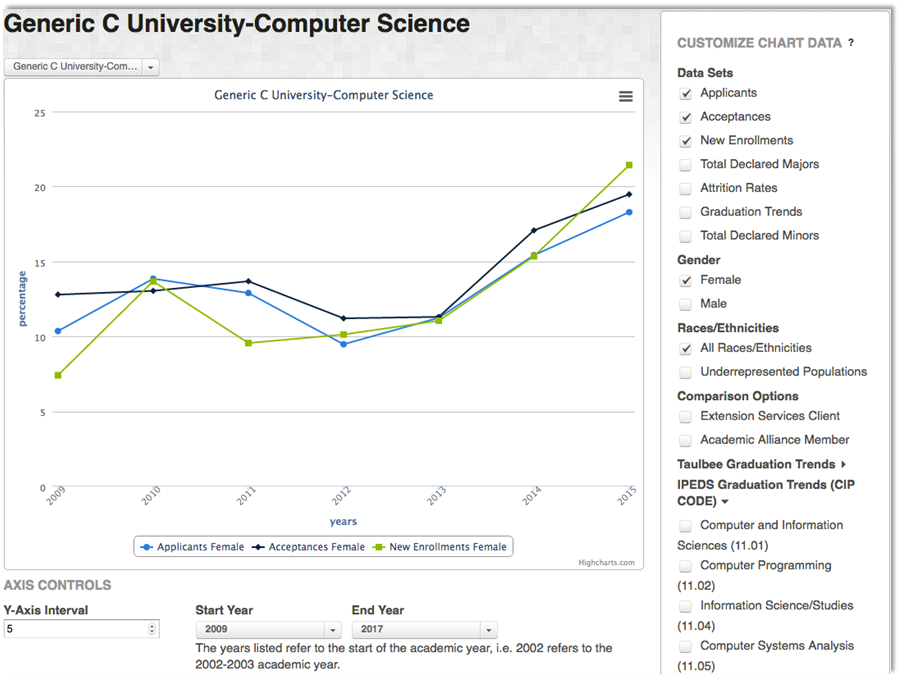 Generic C University-Computer Science
Generic C University-Com...
Generic C University-Computer Science
25
20
15
10
5
0
percentage
2009
2010
2011
2012
2013
2014
2015
years
Applicants Female
Acceptances Female
New Enrollments Female
Highcharts.com
AXIS CONTROLS
Y-Axis Interval
5
Start Year
2009
End Year
2017
The years listed refer to the start of the academic year, i.e. 2002 refers to the
2002-2003 academic year.
CUSTOMIZE CHART DATA ?
Data Sets
Applicants
Acceptances
New Enrollments
Total Declared Majors
Attrition Rates
Graduation Trends
Total Declared Minors
Gender
Female
Male
Races/Ethnicities
All Races/Ethnicities
Underrepresented Populations
Comparison Options
Extension Services Client
Academic Alliance Member
Taulbee Graduation Trends
IPEDS Graduation Trends (CIP
CODE)
Computer and Information
Sciences (11.01)
Computer Programming
(11.02)
Information Science/Studies
(11.04)
Computer Systems Analysis
(11.05)